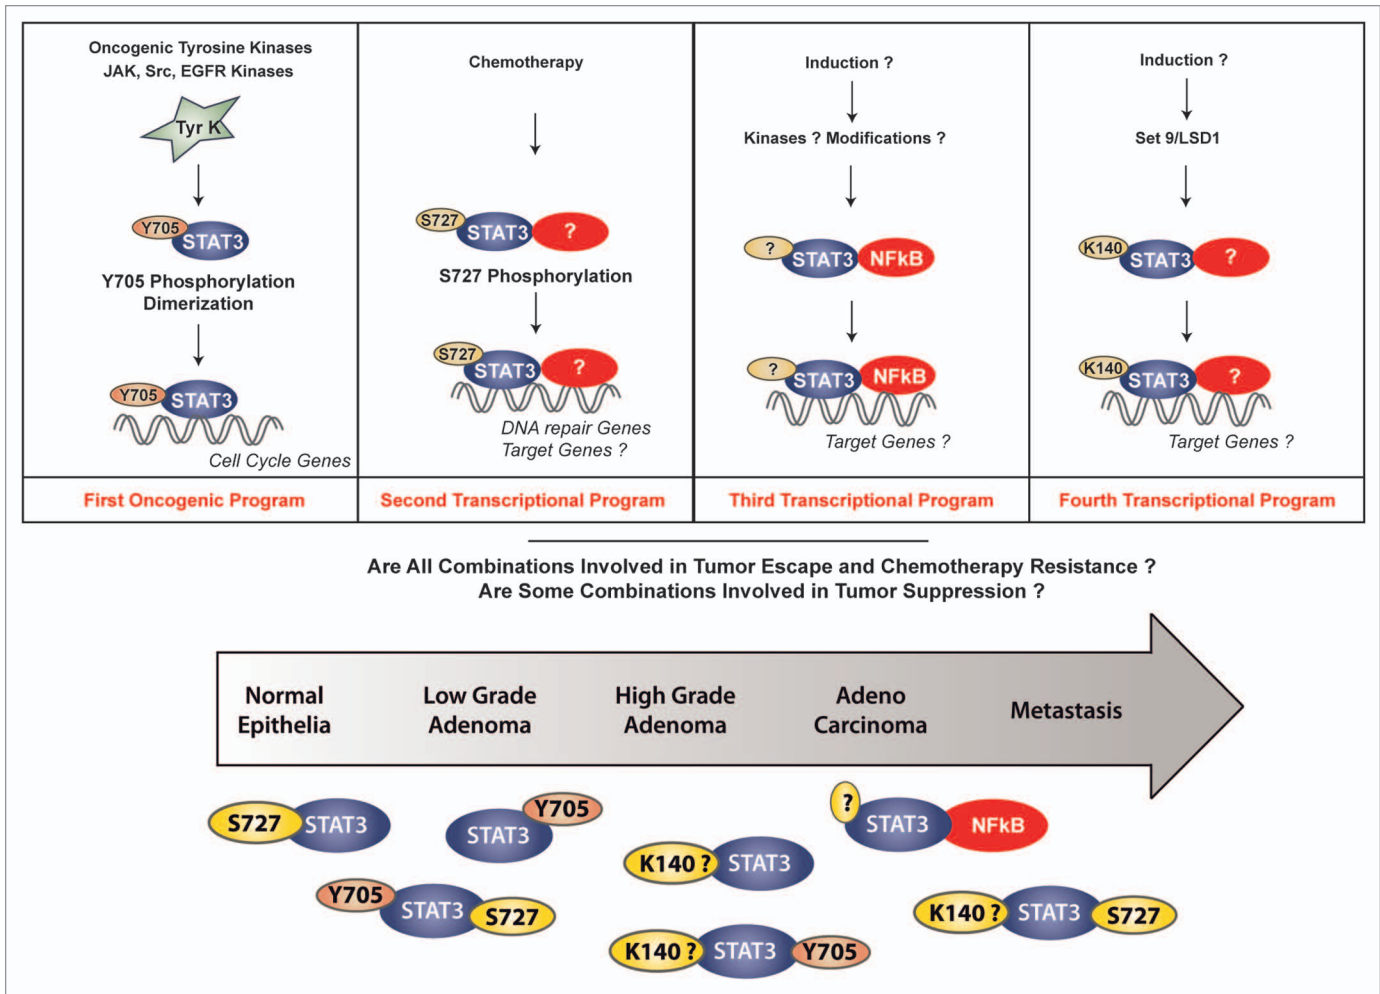 Oncogenic Tyrosine Kinases
JAK, Src, EGFR Kinases
Tyr K
Y705
STAT3
Y705 Phosphorylation
Dimerization
Y705
STAT3
Cell Cycle Genes
First Oncogenic Program
Chemotherapy
S727
STAT3
?
S727 Phosphorylation
S727
STAT3
?
DNA repair Genes
Target Genes ?
Second Transcriptional Program
Induction ?
Kinases ? Modifications ?
?
STAT3
NFkB
?
STAT3
NFkB
Target Genes ?
Third Transcriptional Program
Induction ?
Set 9/LSD1
K140
STAT3
?
K140
STAT3
?
Target Genes ?
Fourth Transcriptional Program
Are All Combinations Involved in Tumor Escape and Chemotherapy Resistance ?
Are Some Combinations Involved in Tumor Suppression ?
Normal
Epithelia
Low Grade
Adenoma
High Grade
Adenoma
Adeno
Carcinoma
Metastasis
S727 STAT3
STAT3 Y705
Y705 STAT3 S727
K140 ? STAT3
K140 ? STAT3 Y705
? STAT3 NFkB
K140 ? STAT3 S727